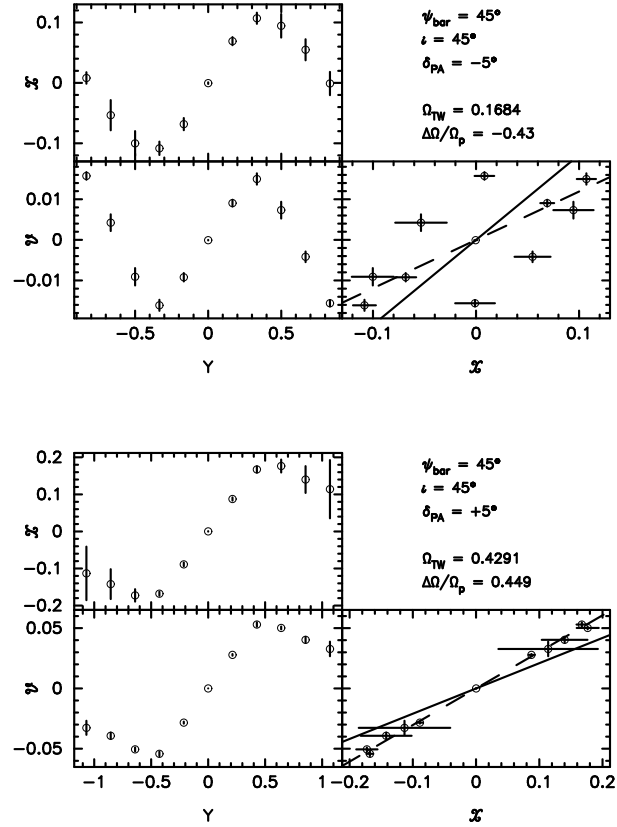 0.1
0
−0.1
𝒳
ψbar = 45°
ι = 45°
δPA = −5°
ΩTW = 0.1684
ΔΩ/Ωp = −0.43
0.01
0
−0.01
𝒱
−0.5 0 0.5
−0.1 0 0.1
Y
𝒳
0.2
0.1
0
−0.1
−0.2
𝒳
ψbar = 45°
ι = 45°
δPA = +5°
ΩTW = 0.4291
ΔΩ/Ωp = 0.449
0.05
0
−0.05
𝒱
−1 −0.5 0 0.5 1
−0.2 −0.1 0 0.1 0.2
Y
𝒳